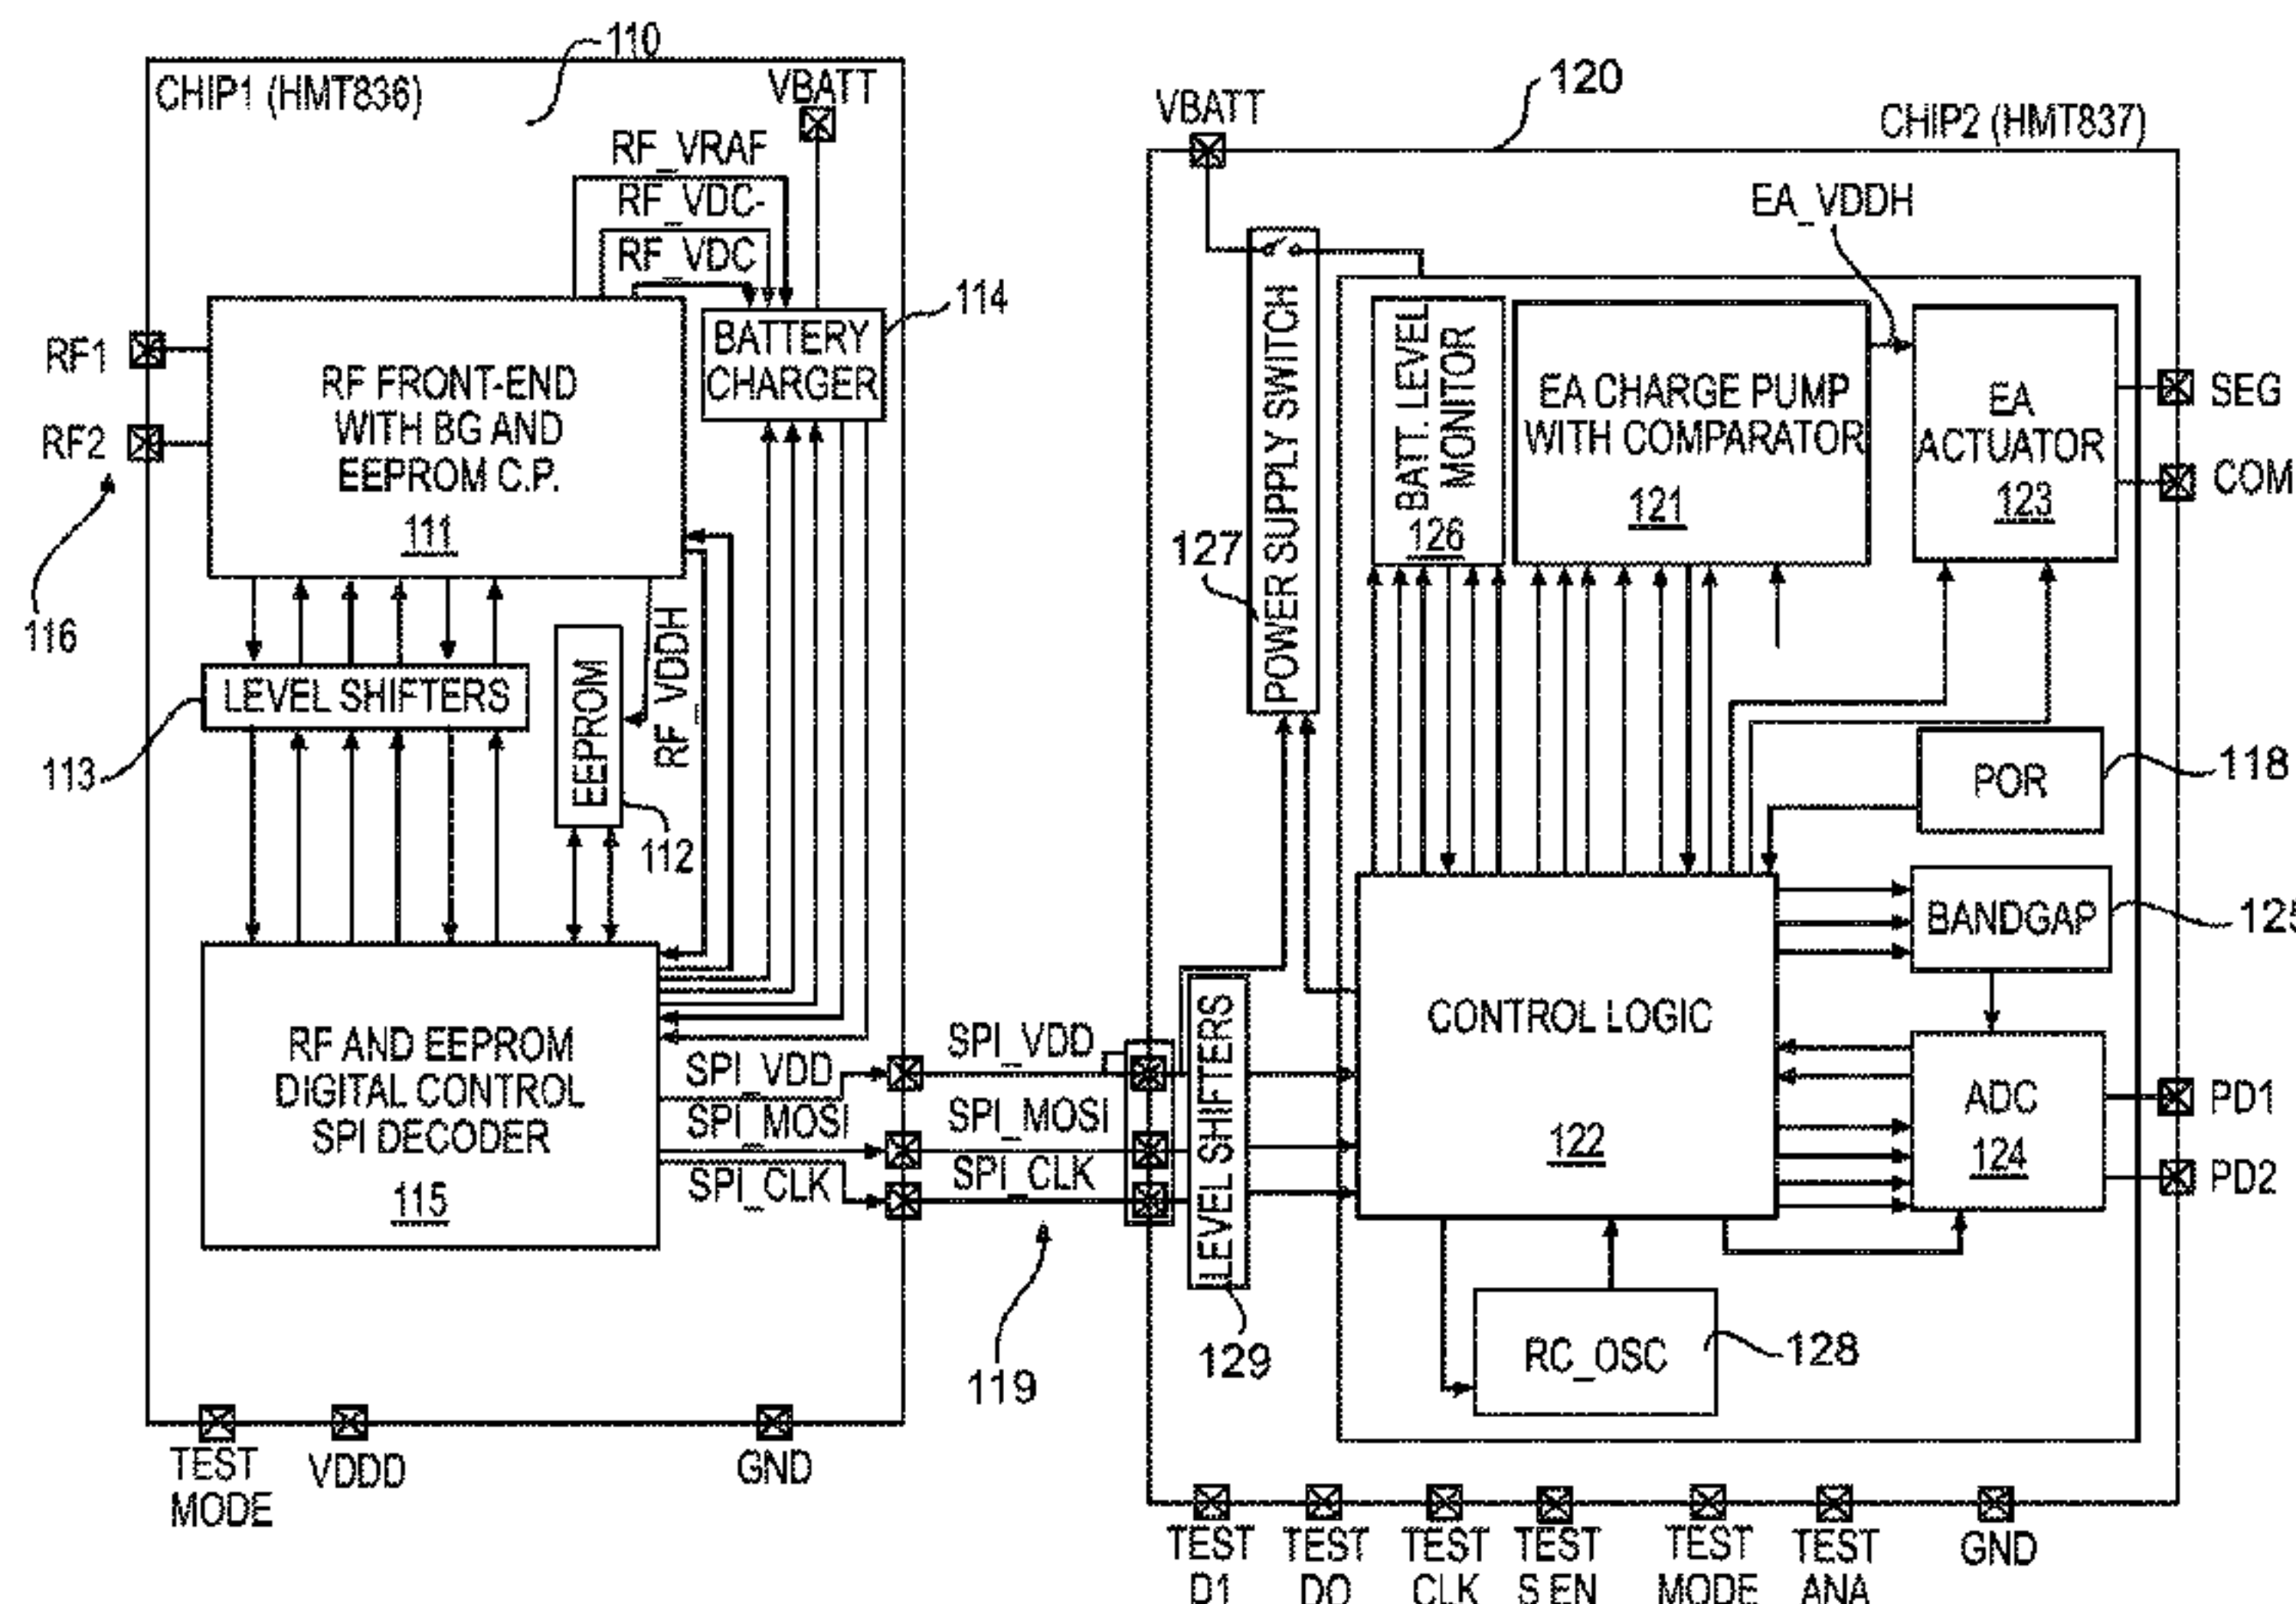 110
CHIP1 (HMT836)
VBATT
RF_VRAF
RF_VDC-
RF_VDC
114
BATTERY
CHARGER
RF1
RF2
116
RF FRONT-END
WITH BG AND
EEPROM C.P.
111
RF_VDDH
LEVEL SHIFTERS
113
EEPROM
112
RF AND EEPROM
DIGITAL CONTROL
SPI DECODER
115
SPI_VDD
SPI_MOSI
SPI_CLK
SPI_VDD
SPI_MOSI
SPI_CLK
119
TEST
MODE
VDDD
GND
VBATT
120
CHIP2 (HMT837)
EA_VDDH
127
POWER SUPPLY SWITCH
BATT. LEVEL
MONITOR
126
EA CHARGE PUMP
WITH COMPARATOR
121
EA
ACTUATOR
123
SEG
COM
POR
118
BANDGAP
125
CONTROL LOGIC
122
ADC
124
PD1
PD2
LEVEL SHIFTERS
129
RC_OSC
128
TEST
D1
TEST
DO
TEST
CLK
TEST
S EN
TEST
MODE
TEST
ANA
GND